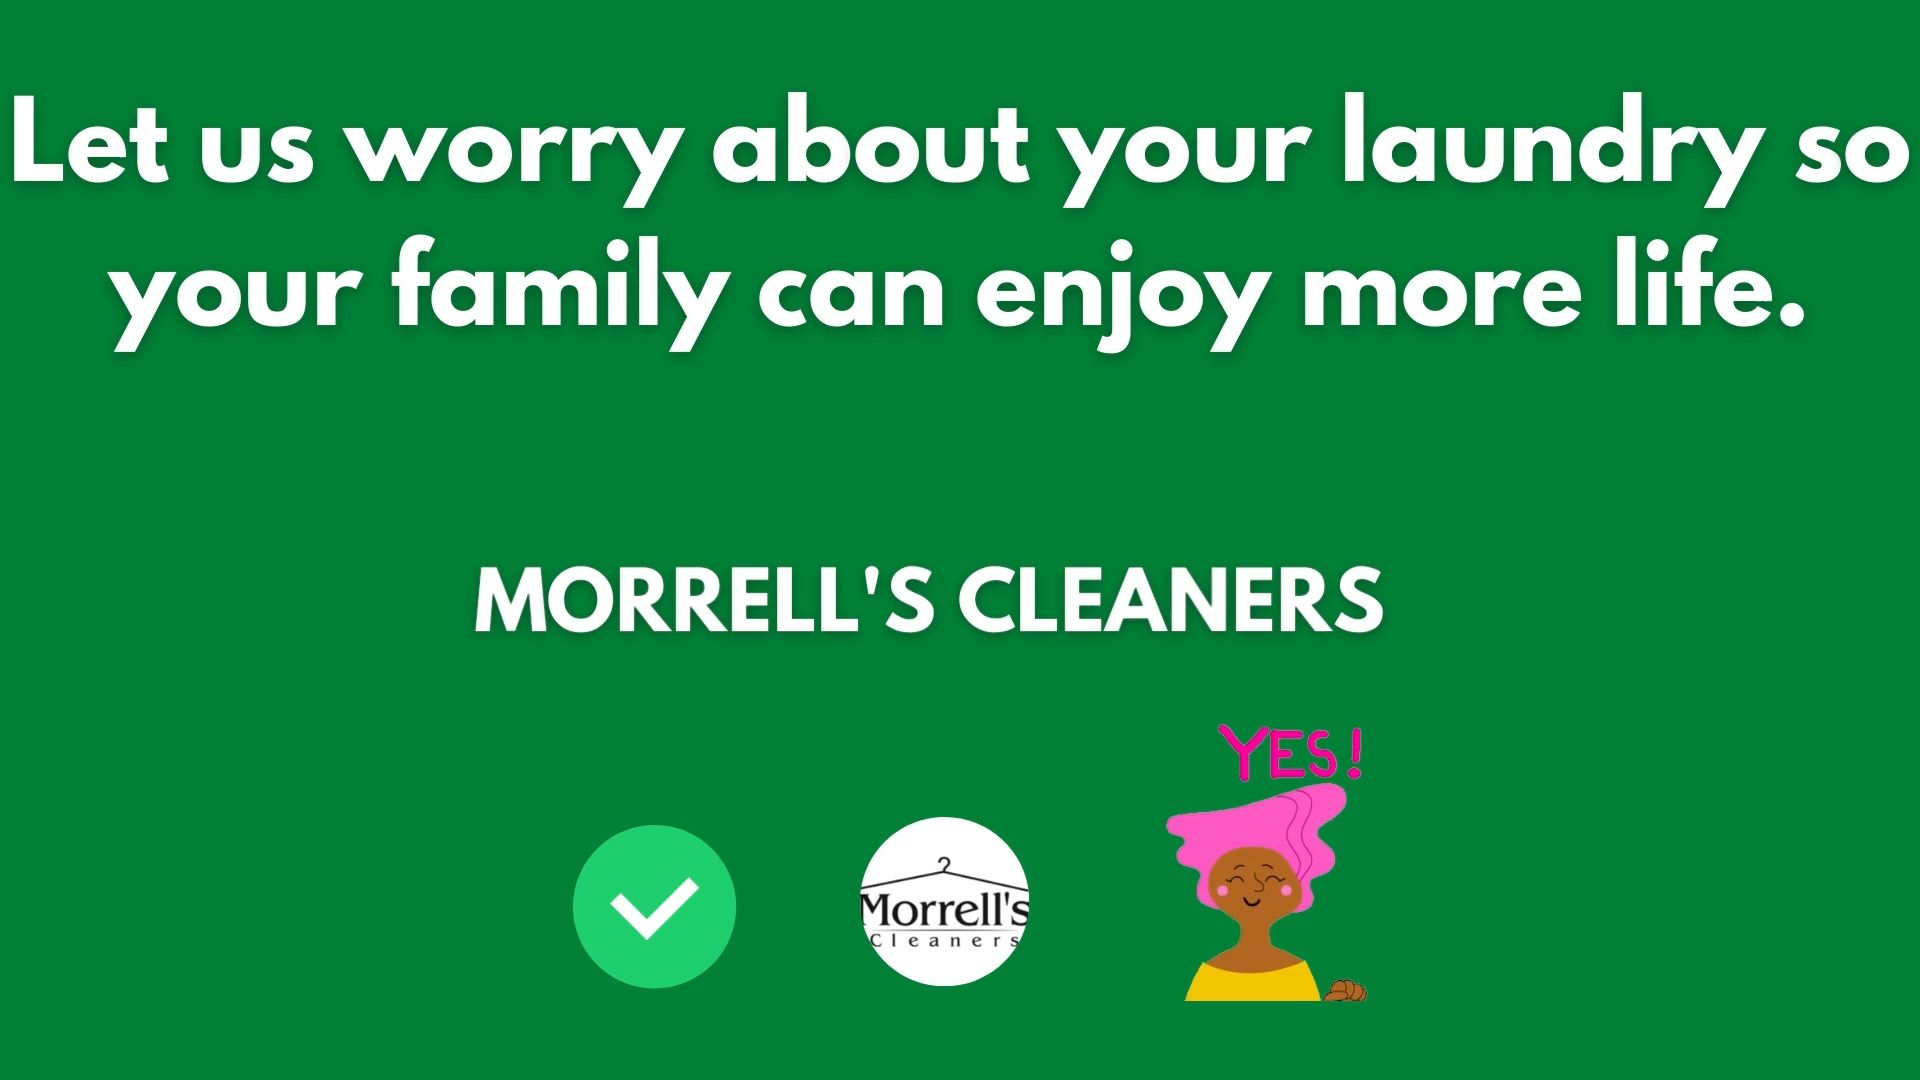 Let us worry about your laundry so
your family can enjoy more life.
MORRELL'S CLEANERS
YES!
Morrell's
Cleaners